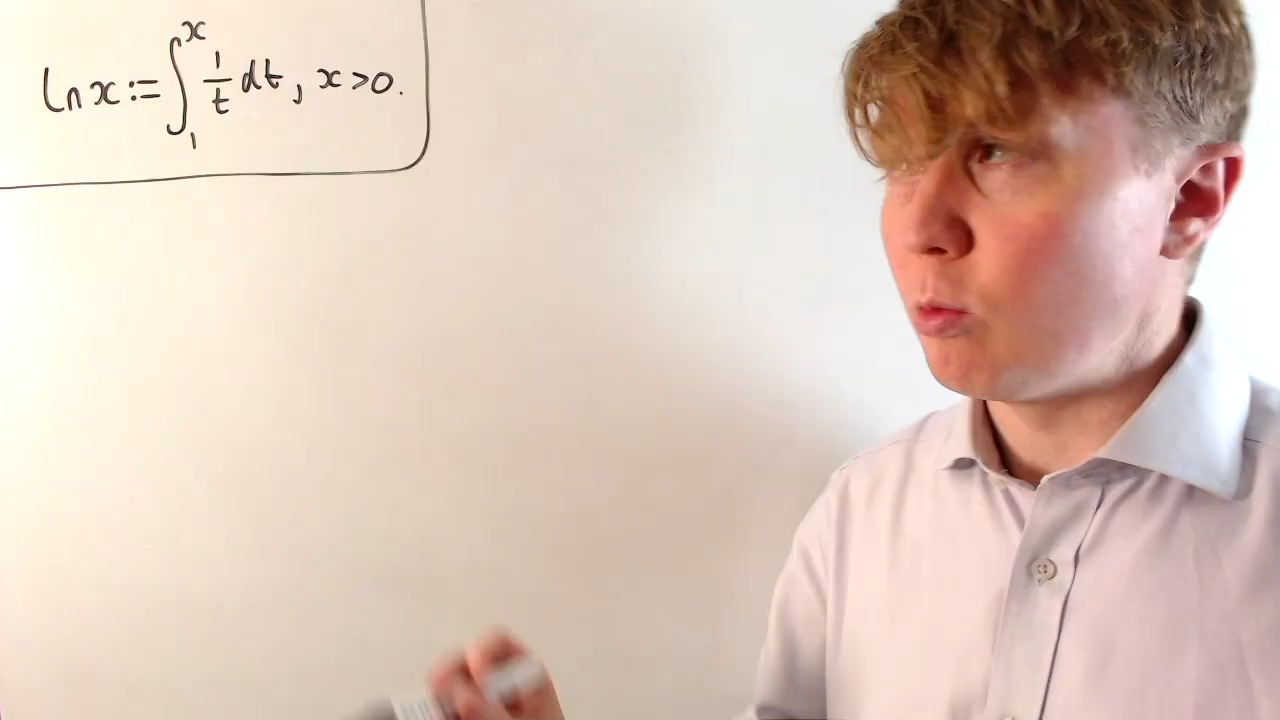 ln x := ∫₁ˣ 1/t dt, x > 0.